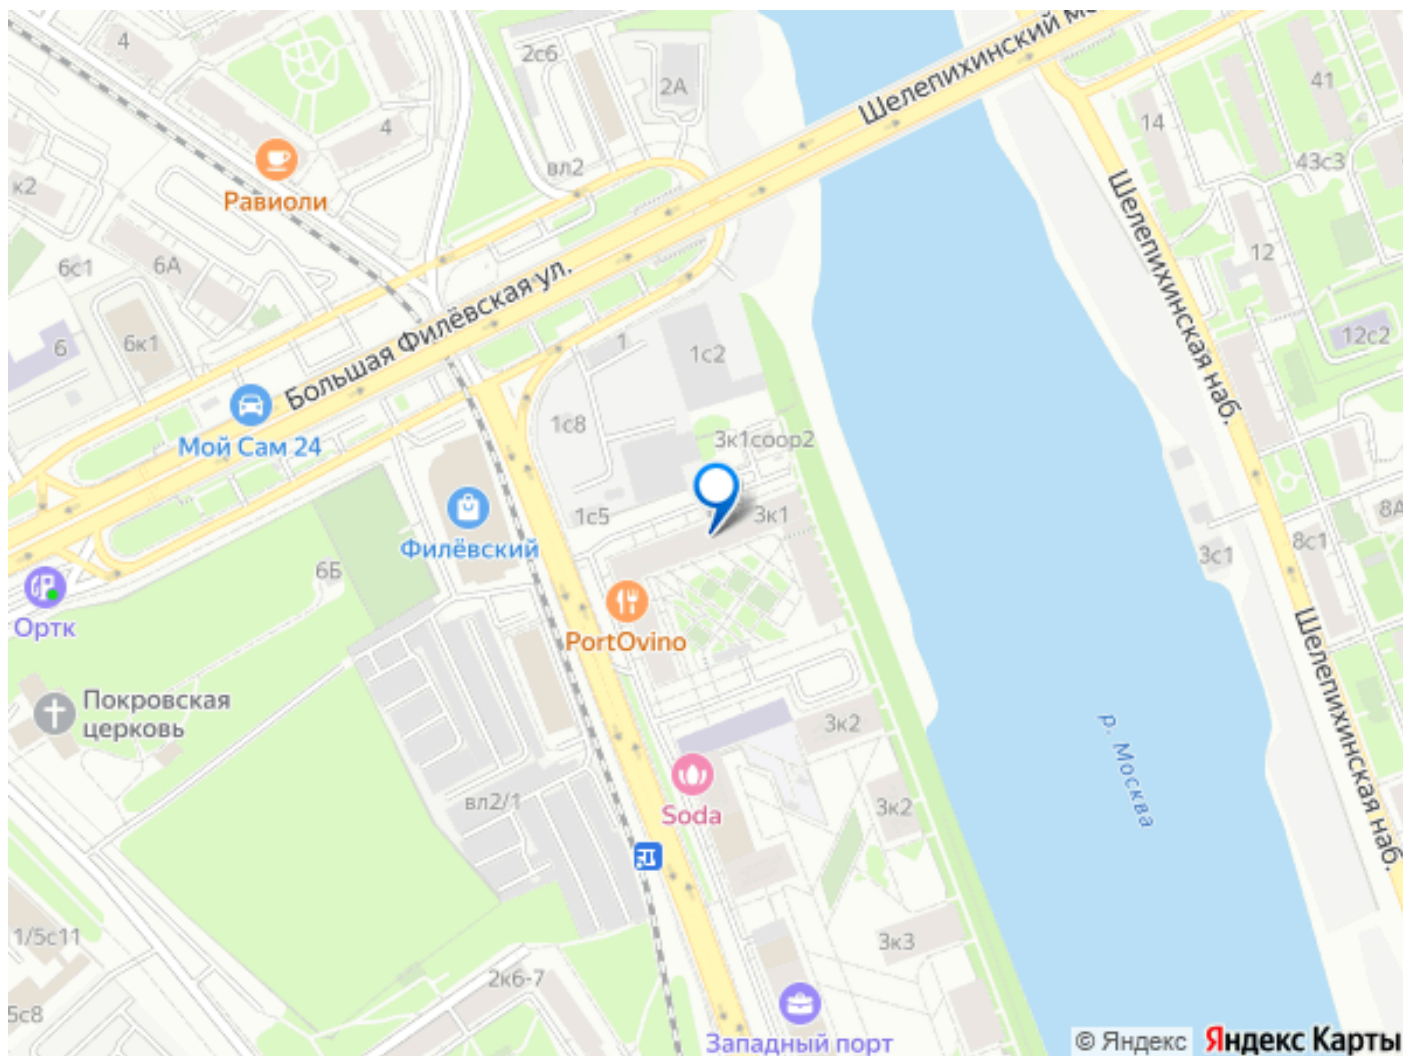 4
2с6
2А
Шелепихинский мо
41
14
4
43с3
вл2
к2
Равиоли
Шелепихинская наб.
6с1
6А
12
Большая Филёвская ул.
6к1
6
1
1с2
12с2
Мой Сам 24
1с8
3к1соор2
1с5
3к1
8А
8с1
3с1
Филёвский
6Б
Ортк
PortOvino
Шелепихинская наб.
Покровская
церковь
3к2
р. Москва
Soda
3к2
вл2/1
1/5с11
3к3
2к6-7
5с8
Западный порт
© Яндекс Яндекс Карты